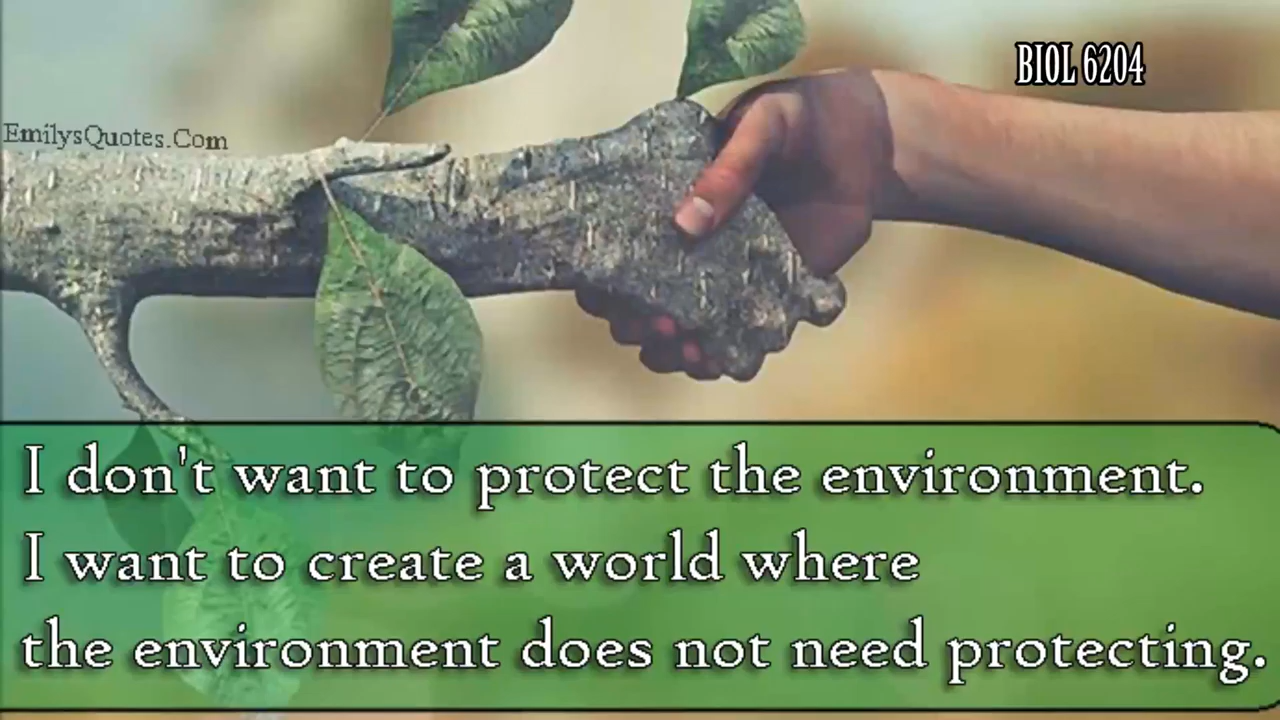 BIOL 6204
EmilysQuotes.Com
I don't want to protect the environment.
I want to create a world where
the environment does not need protecting.